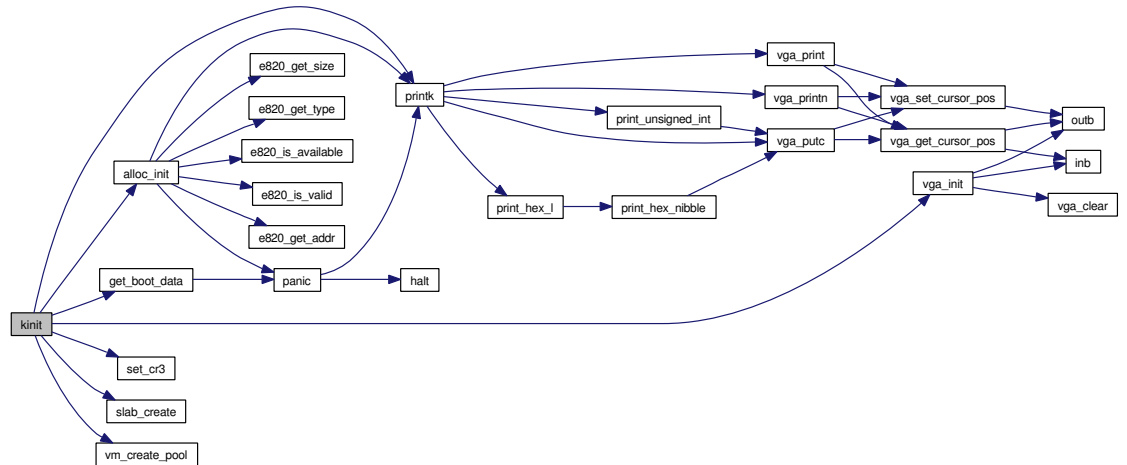 kinit
alloc_init
get_boot_data
set_cr3
slab_create
vm_create_pool
e820_get_size
e820_get_type
e820_is_available
e820_is_valid
e820_get_addr
panic
printk
halt
print_hex_l
print_unsigned_int
print_hex_nibble
vga_print
vga_printn
vga_putc
vga_set_cursor_pos
vga_get_cursor_pos
vga_init
outb
inb
vga_clear